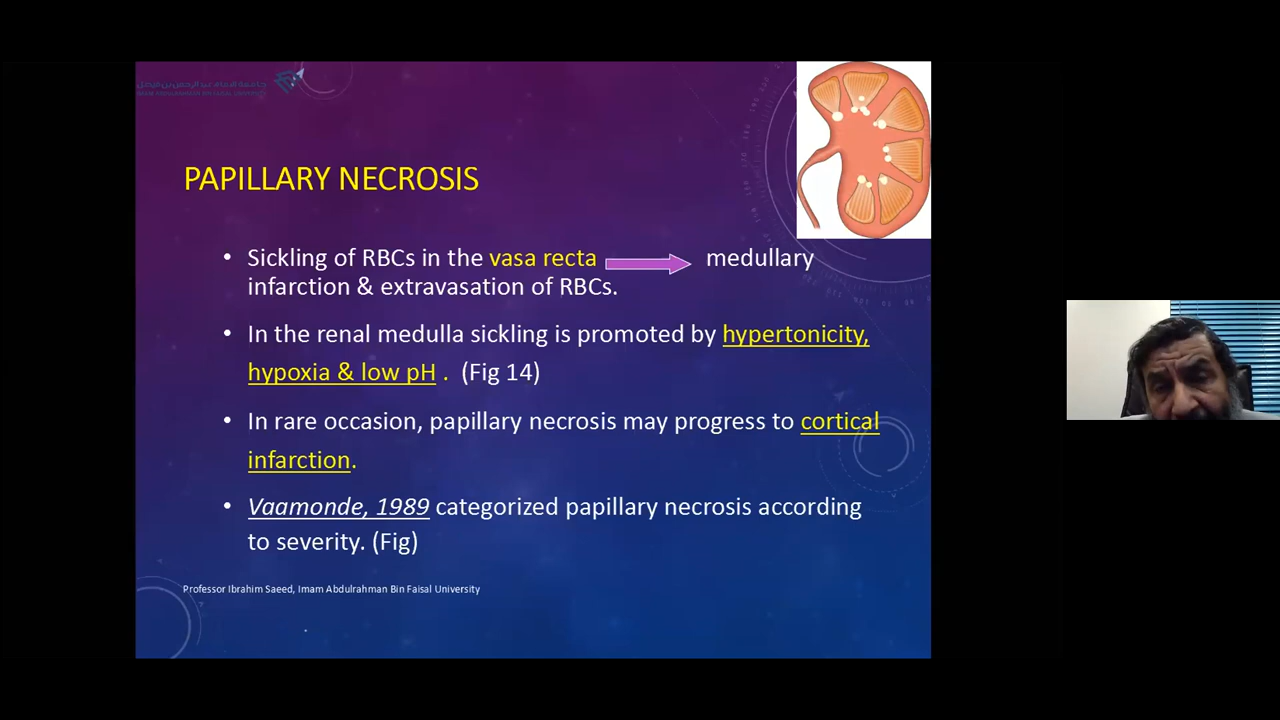 PAPILLARY NECROSIS
• Sickling of RBCs in the vasa recta medullary
infarction & extravasation of RBCs.
• In the renal medulla sickling is promoted by hypertonicity,
hypoxia & low pH . (Fig 14)
• In rare occasion, papillary necrosis may progress to cortical
infarction.
• Vaamonde, 1989 categorized papillary necrosis according
to severity. (Fig)
Professor Ibrahim Saeed, Imam Abdulrahman Bin Faisal University